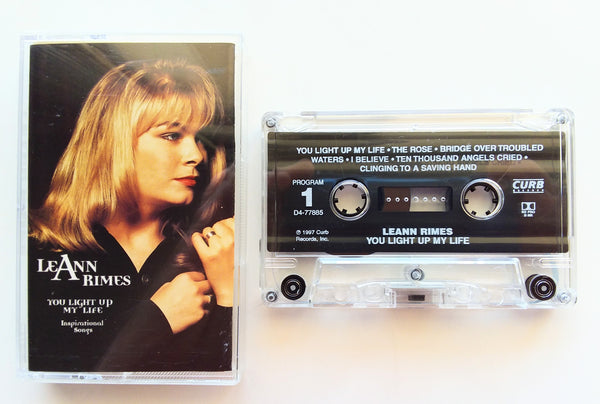 LEANN
RIMES
YOU LIGHT UP
MY LIFE
Inspirational
Songs
YOU LIGHT UP MY LIFE • THE ROSE • BRIDGE OVER TROUBLED
WATERS • I BELIEVE • TEN THOUSAND ANGELS CRIED •
CLINGING TO A SAVING HAND
PROGRAM
1
D4-77885
CURB
RECORDS
℗ 1997 Curb
Records, Inc.
LEANN RIMES
YOU LIGHT UP MY LIFE